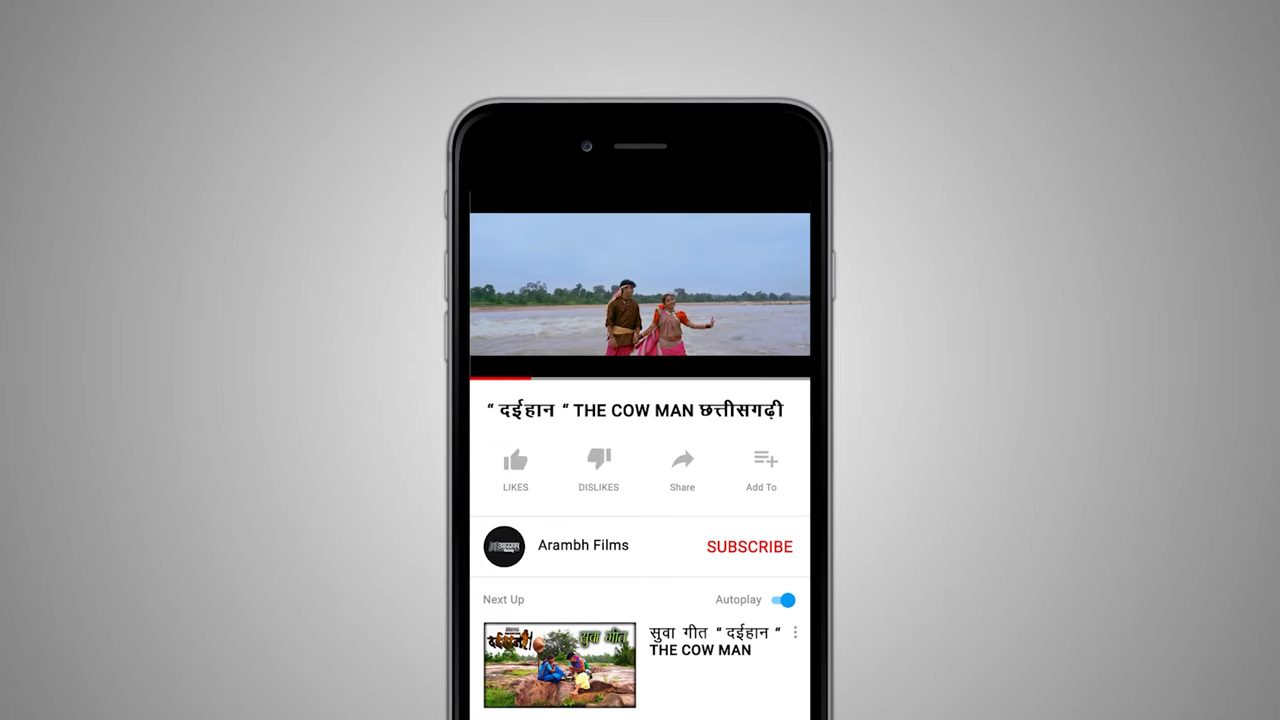 “ दईहान “ THE COW MAN छत्तीसगढ़ी
LIKES DISLIKES Share Add To
Arambh Films SUBSCRIBE
Next Up Autoplay
सुवा गीत
सुवा गीत “ दईहान “
THE COW MAN